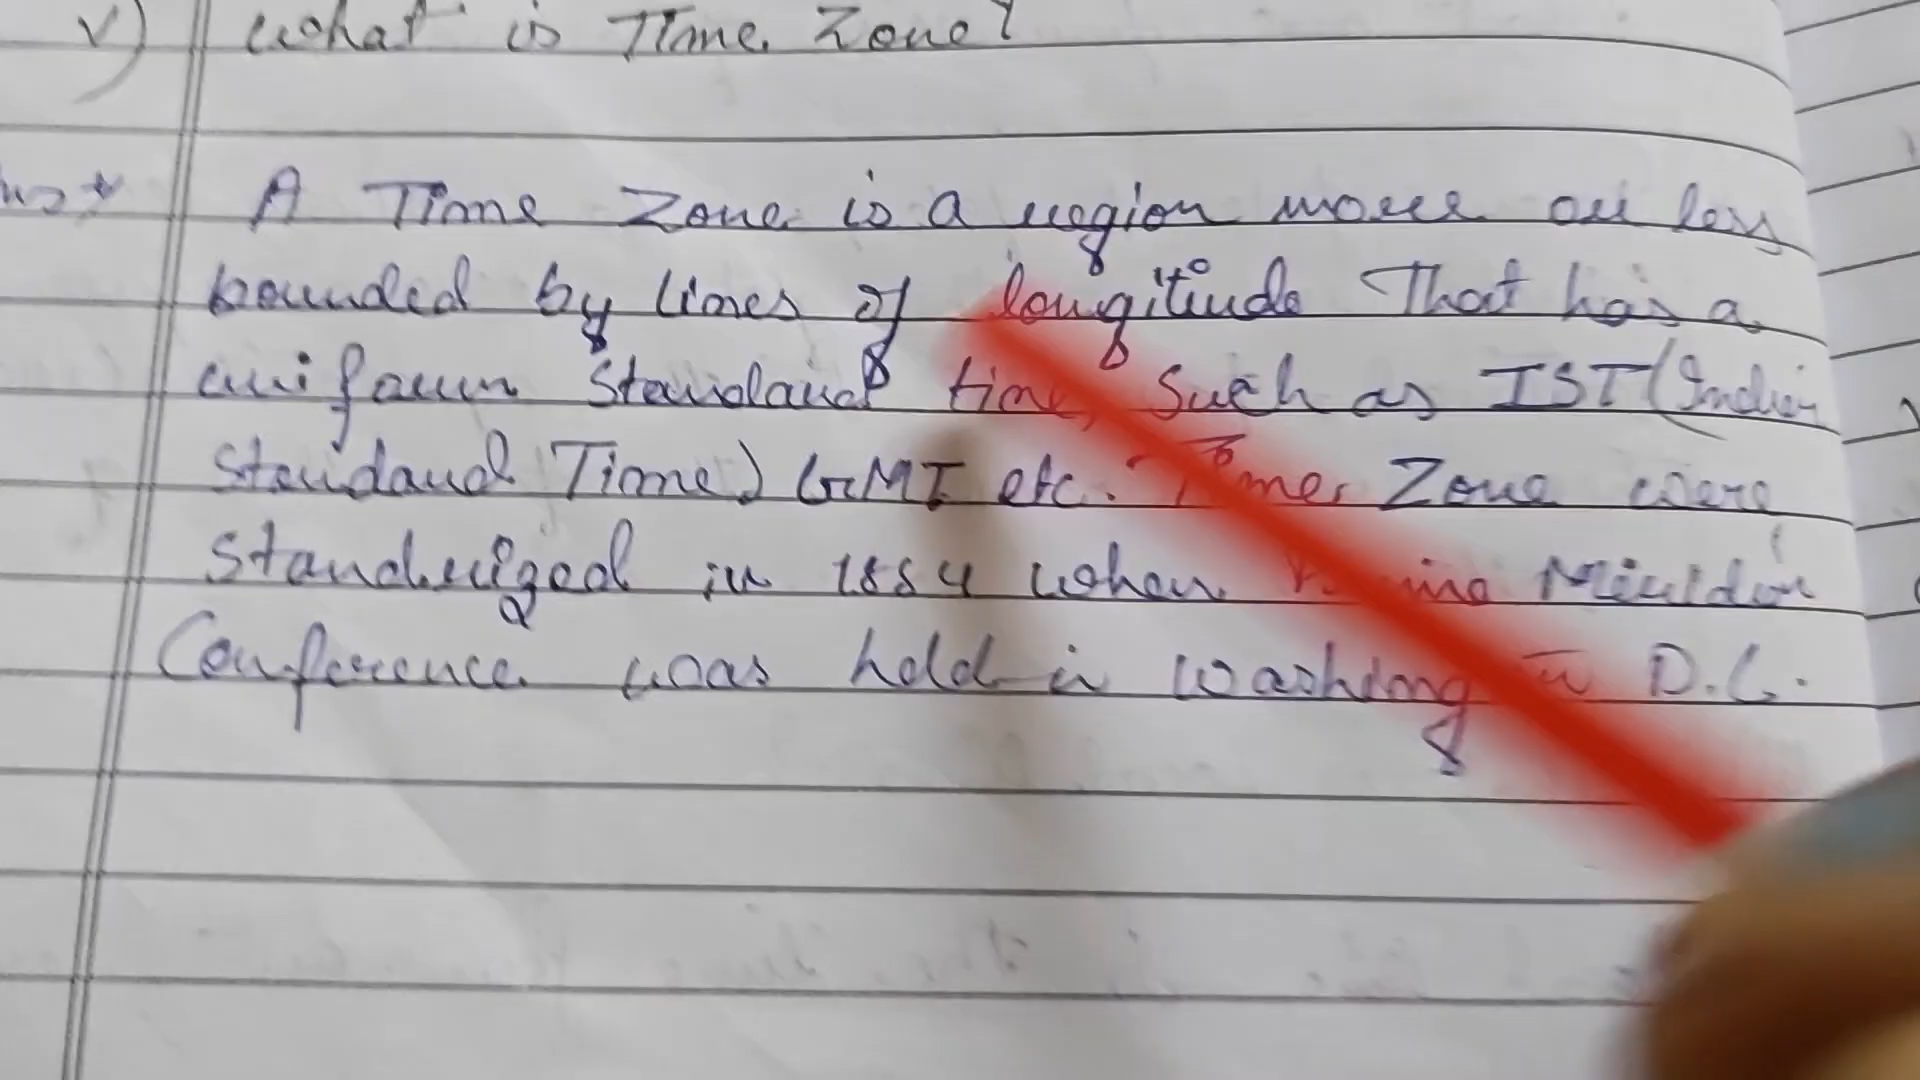 v) What is Time Zone?
Ans → A Time Zone is a region more or less
bounded by lines of longitude That has a
uniform Standard time, Such as IST (Indian
Standard Time) GMT etc. Time Zone were
Standardized in 1884 when Meridian
Conference was held in Washington D.C.